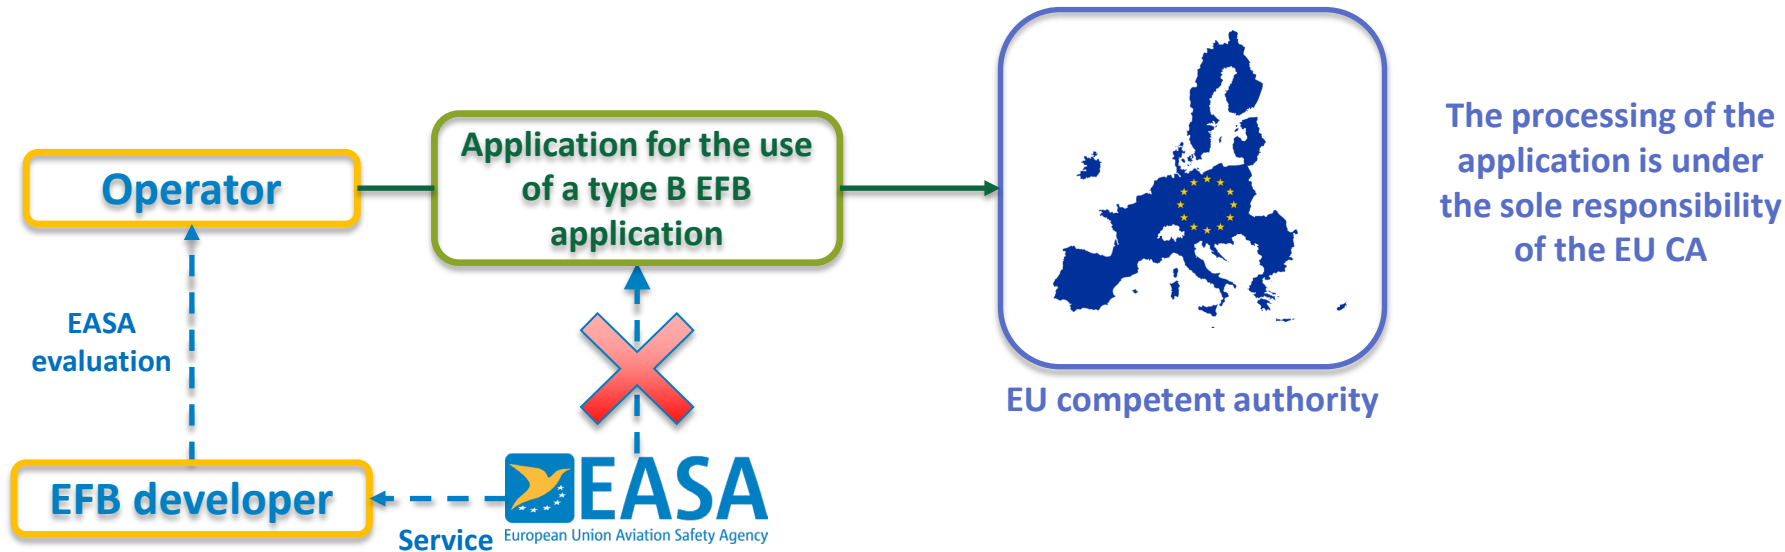 Operator
Application for the use
of a type B EFB
application
The processing of the
application is under
the sole responsibility
of the EU CA
EASA
evaluation
EU competent authority
EFB developer
Service
EASA
European Union Aviation Safety Agency